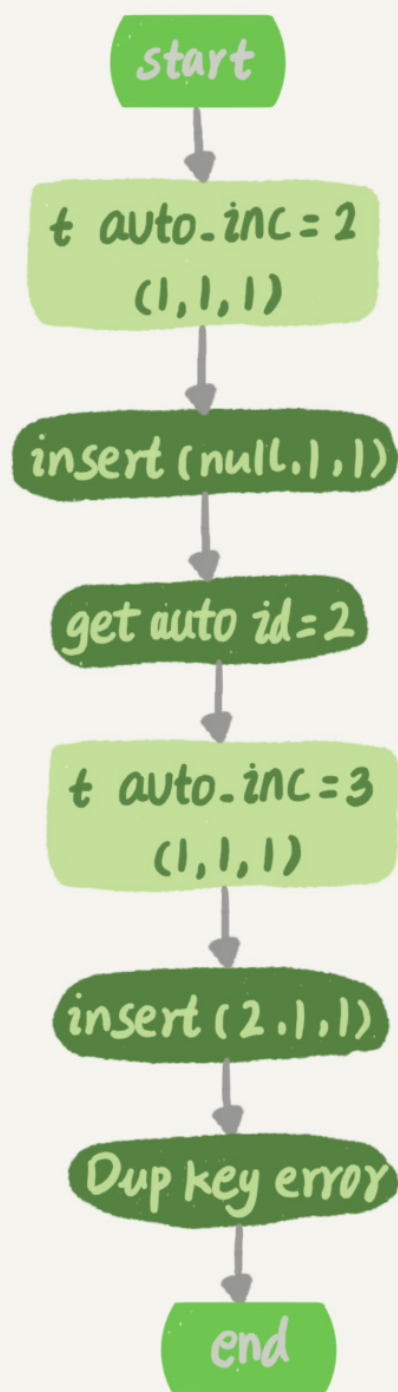 start
t auto_inc = 2
(1,1,1)
insert (null.1,1)
get auto id=2
t auto_inc = 3
(1,1,1)
insert (2.1,1)
Dup key error
end